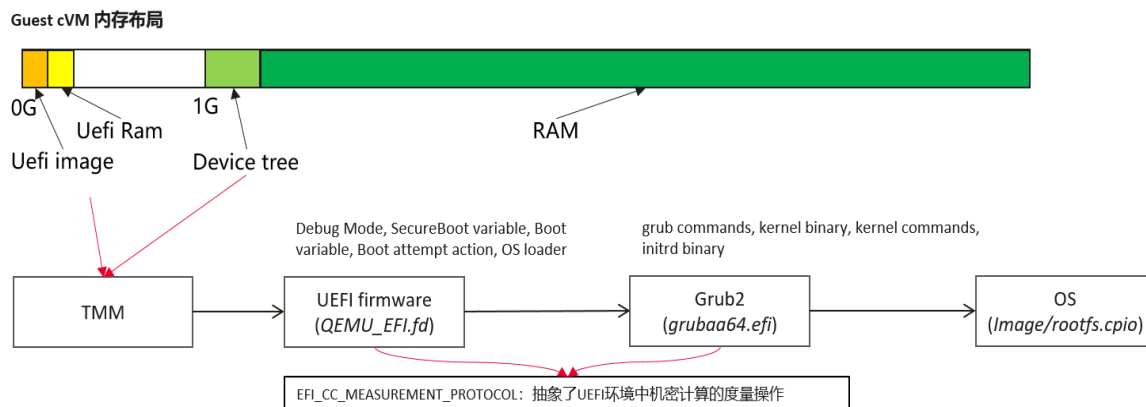 Guest cVM 内存布局
0G
1G
Uefi Ram
RAM
Uefi image
Device tree
Debug Mode, SecureBoot variable, Boot
variable, Boot attempt action, OS loader
grub commands, kernel binary, kernel commands,
initrd binary
TMM
UEFI firmware
(QEMU_EFI.fd)
Grub2
(grubaa64.efi)
OS
(Image/rootfs.cpio)
EFI_CC_MEASUREMENT_PROTOCOL：抽象了UEFI环境中机密计算的度量操作